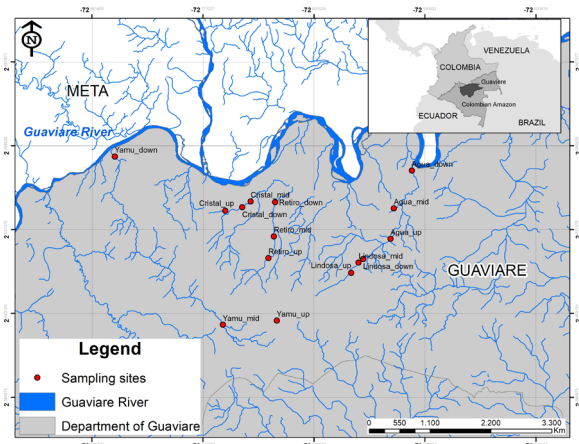 -72
-72
-72
-72
-72
N
META
VENEZUELA
COLOMBIA
Guaviare
Colombian Amazon
ECUADOR
BRAZIL
Guaviare River
Yamu_down
Agua_down
Cristal_mid
Cristal_up
Retiro_down
Cristal_down
Agua_mid
Retiro_mid
Agua_up
Retiro_up
Lindosa_mid
Lindosa_up
Lindosa_down
GUAVIARE
Yamu_mid
Yamu_up
Legend
Sampling sites
Guaviare River
Department of Guaviare
0 550 1.100 2.200 3.300
Km